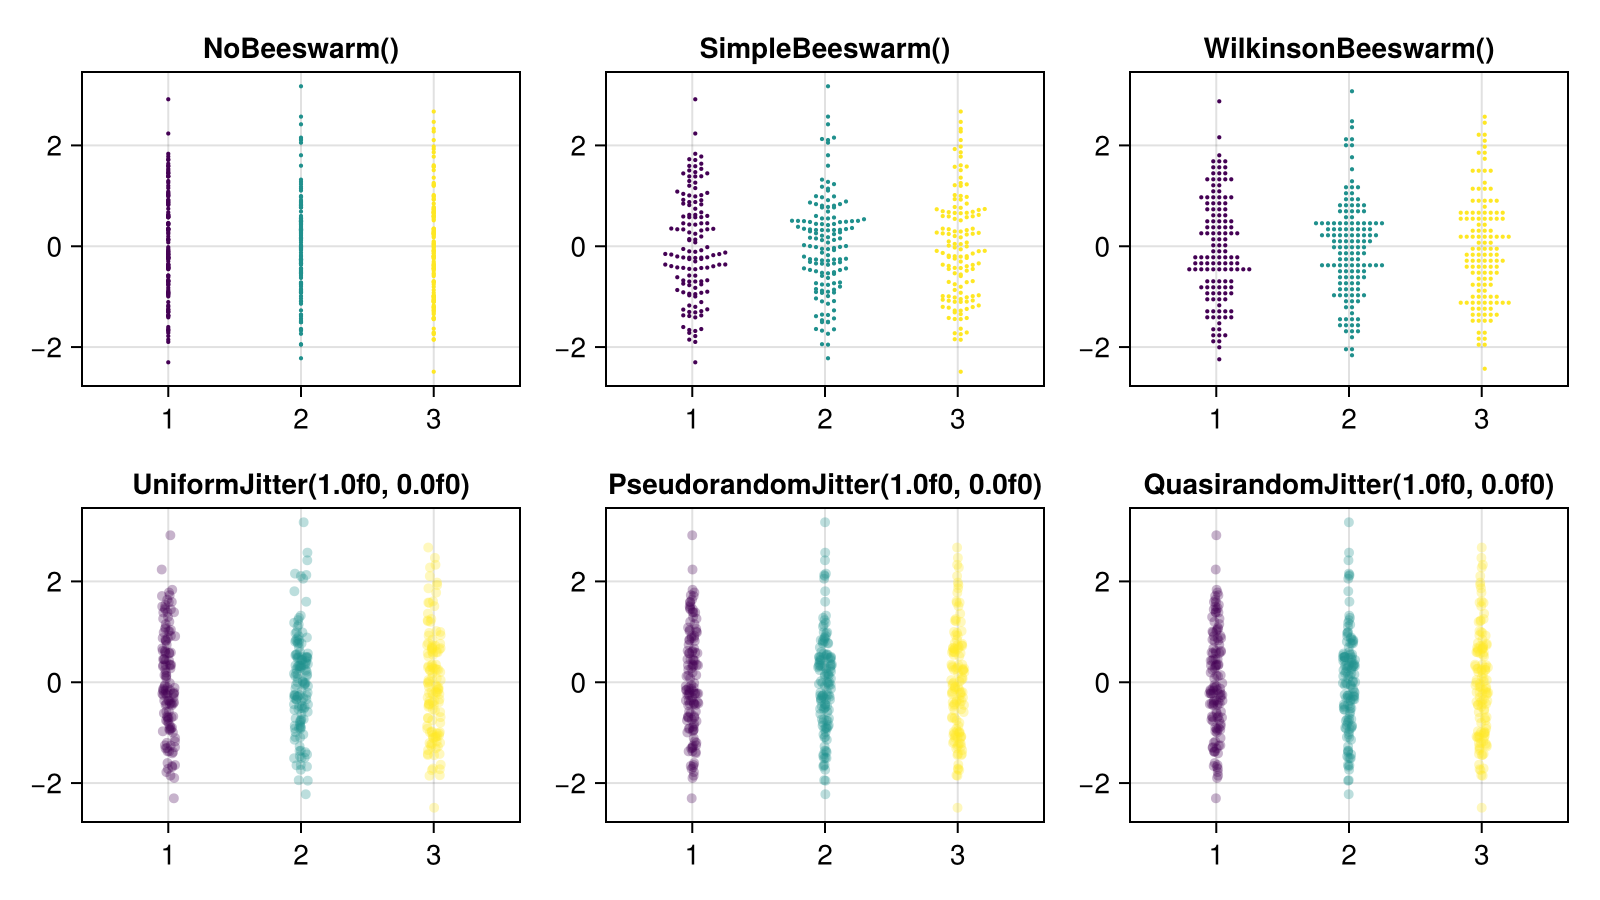 NoBeeswarm()
2
0
−2
1 2 3
SimpleBeeswarm()
2
0
−2
1 2 3
WilkinsonBeeswarm()
2
0
−2
1 2 3
UniformJitter(1.0f0, 0.0f0)
2
0
−2
1 2 3
PseudorandomJitter(1.0f0, 0.0f0)
2
0
−2
1 2 3
QuasirandomJitter(1.0f0, 0.0f0)
2
0
−2
1 2 3